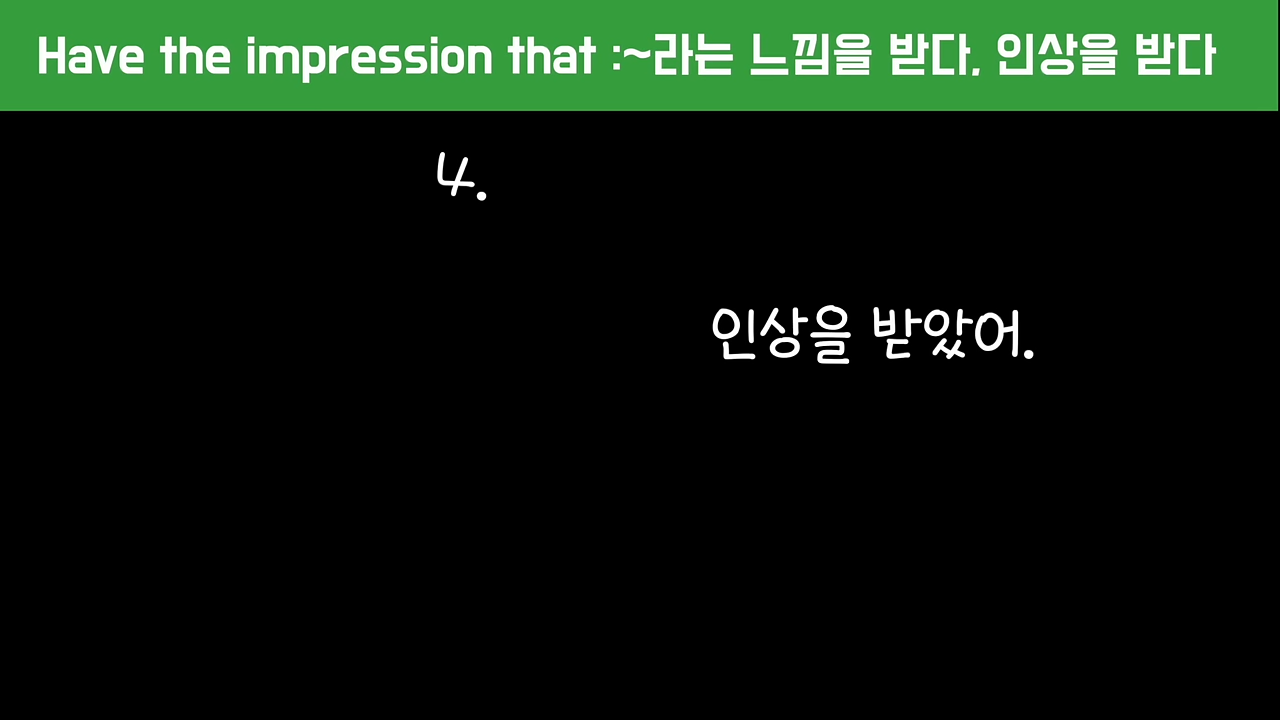 Have the impression that :~라는 느낌을 받다, 인상을 받다
4.
인상을 받았어.